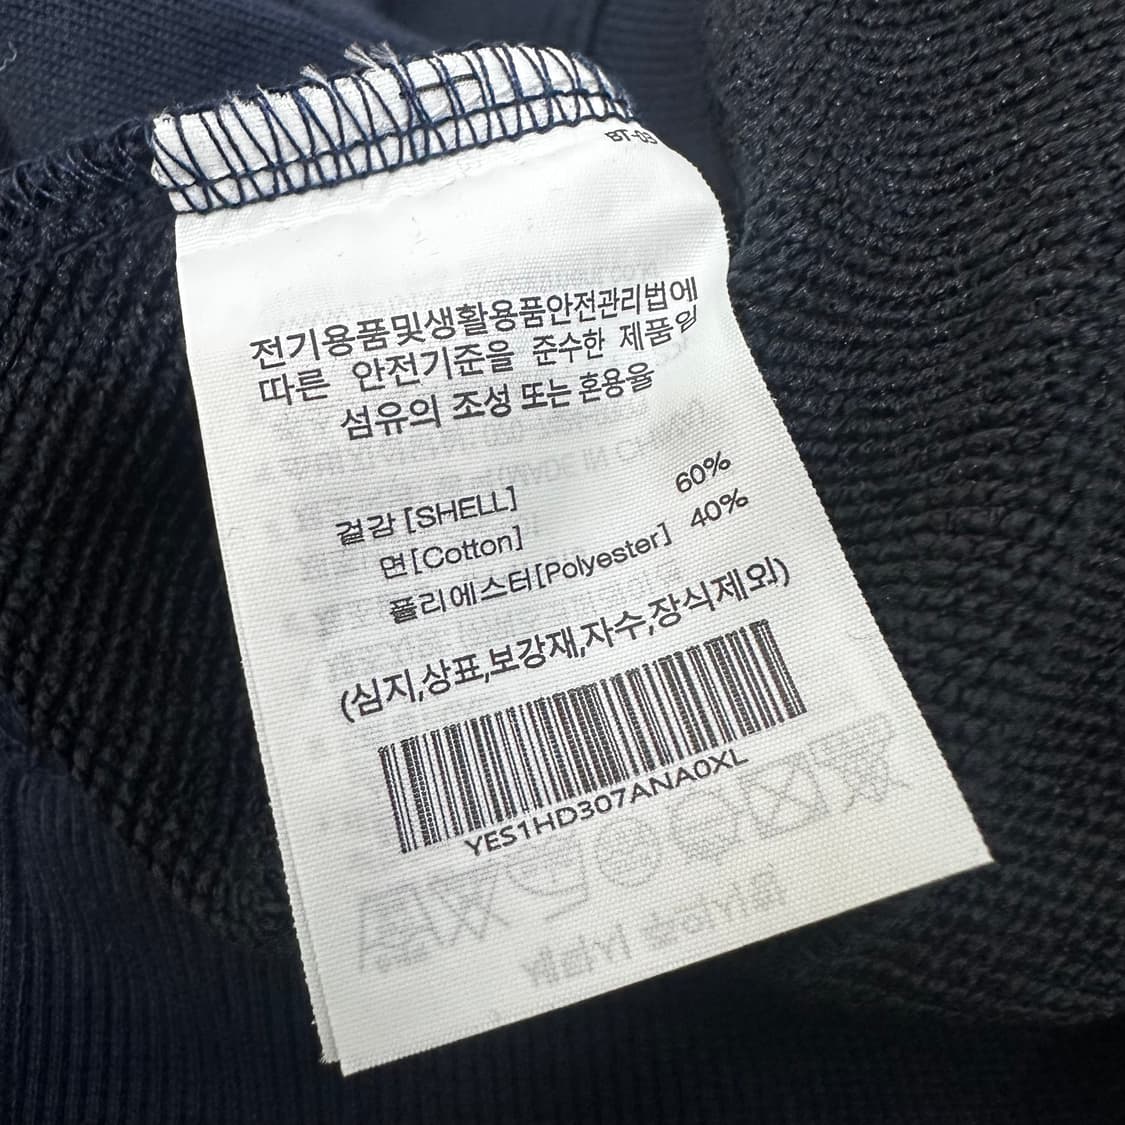 BT-05
전기용품및생활용품안전관리법에
따른 안전기준을 준수한 제품임
섬유의 조성 또는 혼용율
겉감 [SHELL]
면[Cotton] 60%
폴리에스터[Polyester] 40%
(심지,상표,보강재,자수,장식제외)
YES1HD307ANA0XL